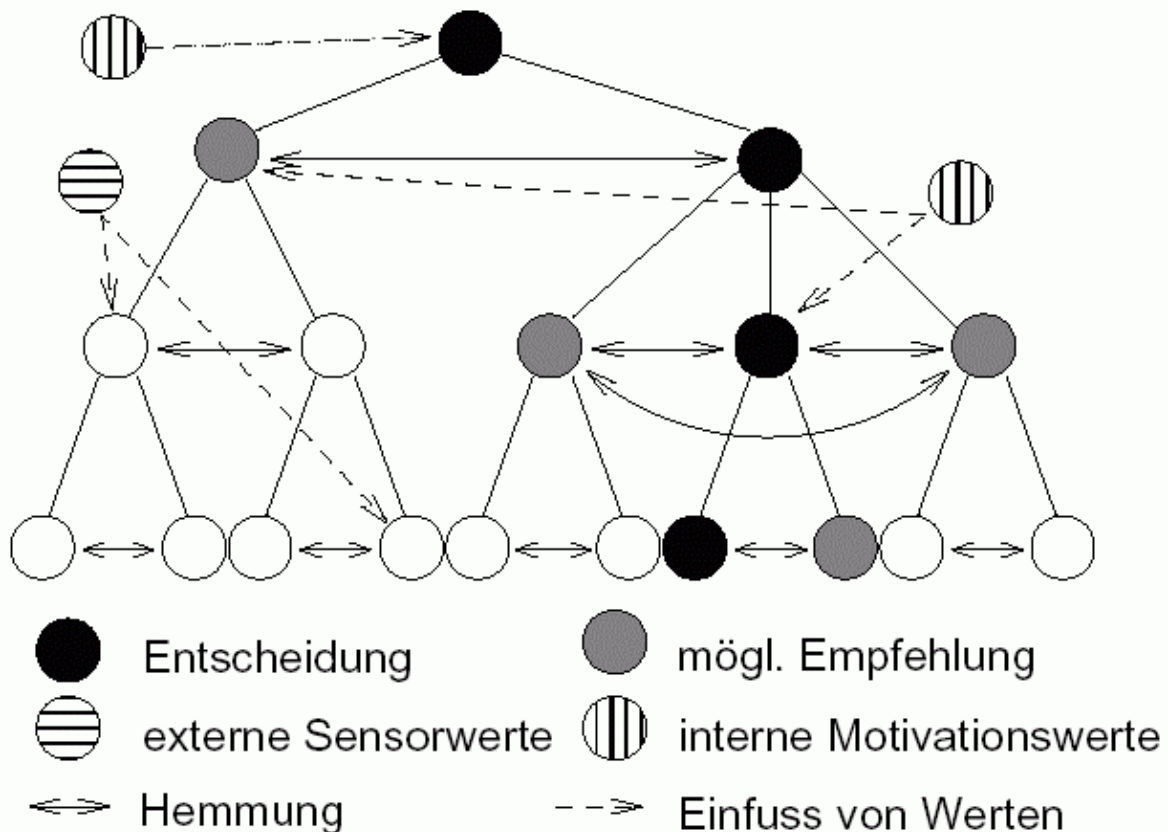 Entscheidung
mögl. Empfehlung
externe Sensorwerte
interne Motivationswerte
Hemmung
Einfuss von Werten